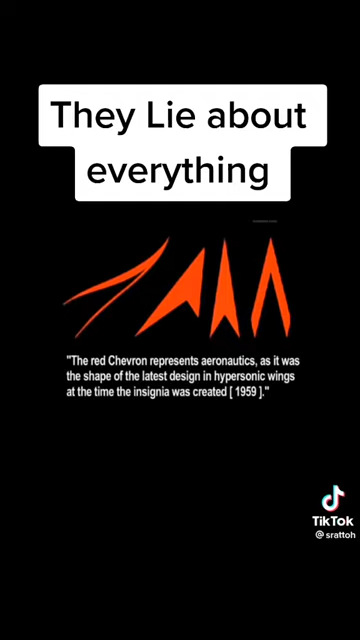 They Lie about
everything
"The red Chevron represents aeronautics, as it was
the shape of the latest design in hypersonic wings
at the time the insignia was created [ 1959 ]."
TikTok
@srattoh